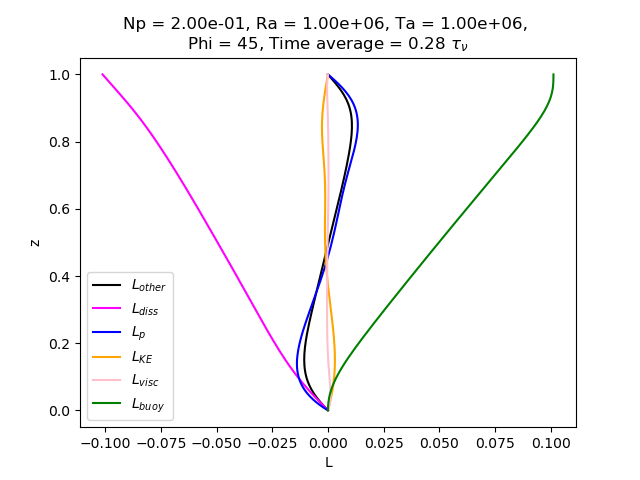 Np = 2.00e-01, Ra = 1.00e+06, Ta = 1.00e+06,
Phi = 45, Time average = 0.28 τ_ν
1.0
0.8
z
0.6
0.4
0.2
0.0
L_other
L_diss
L_p
L_KE
L_visc
L_buoy
−0.100 −0.075 −0.050 −0.025 0.000 0.025 0.050 0.075 0.100
L